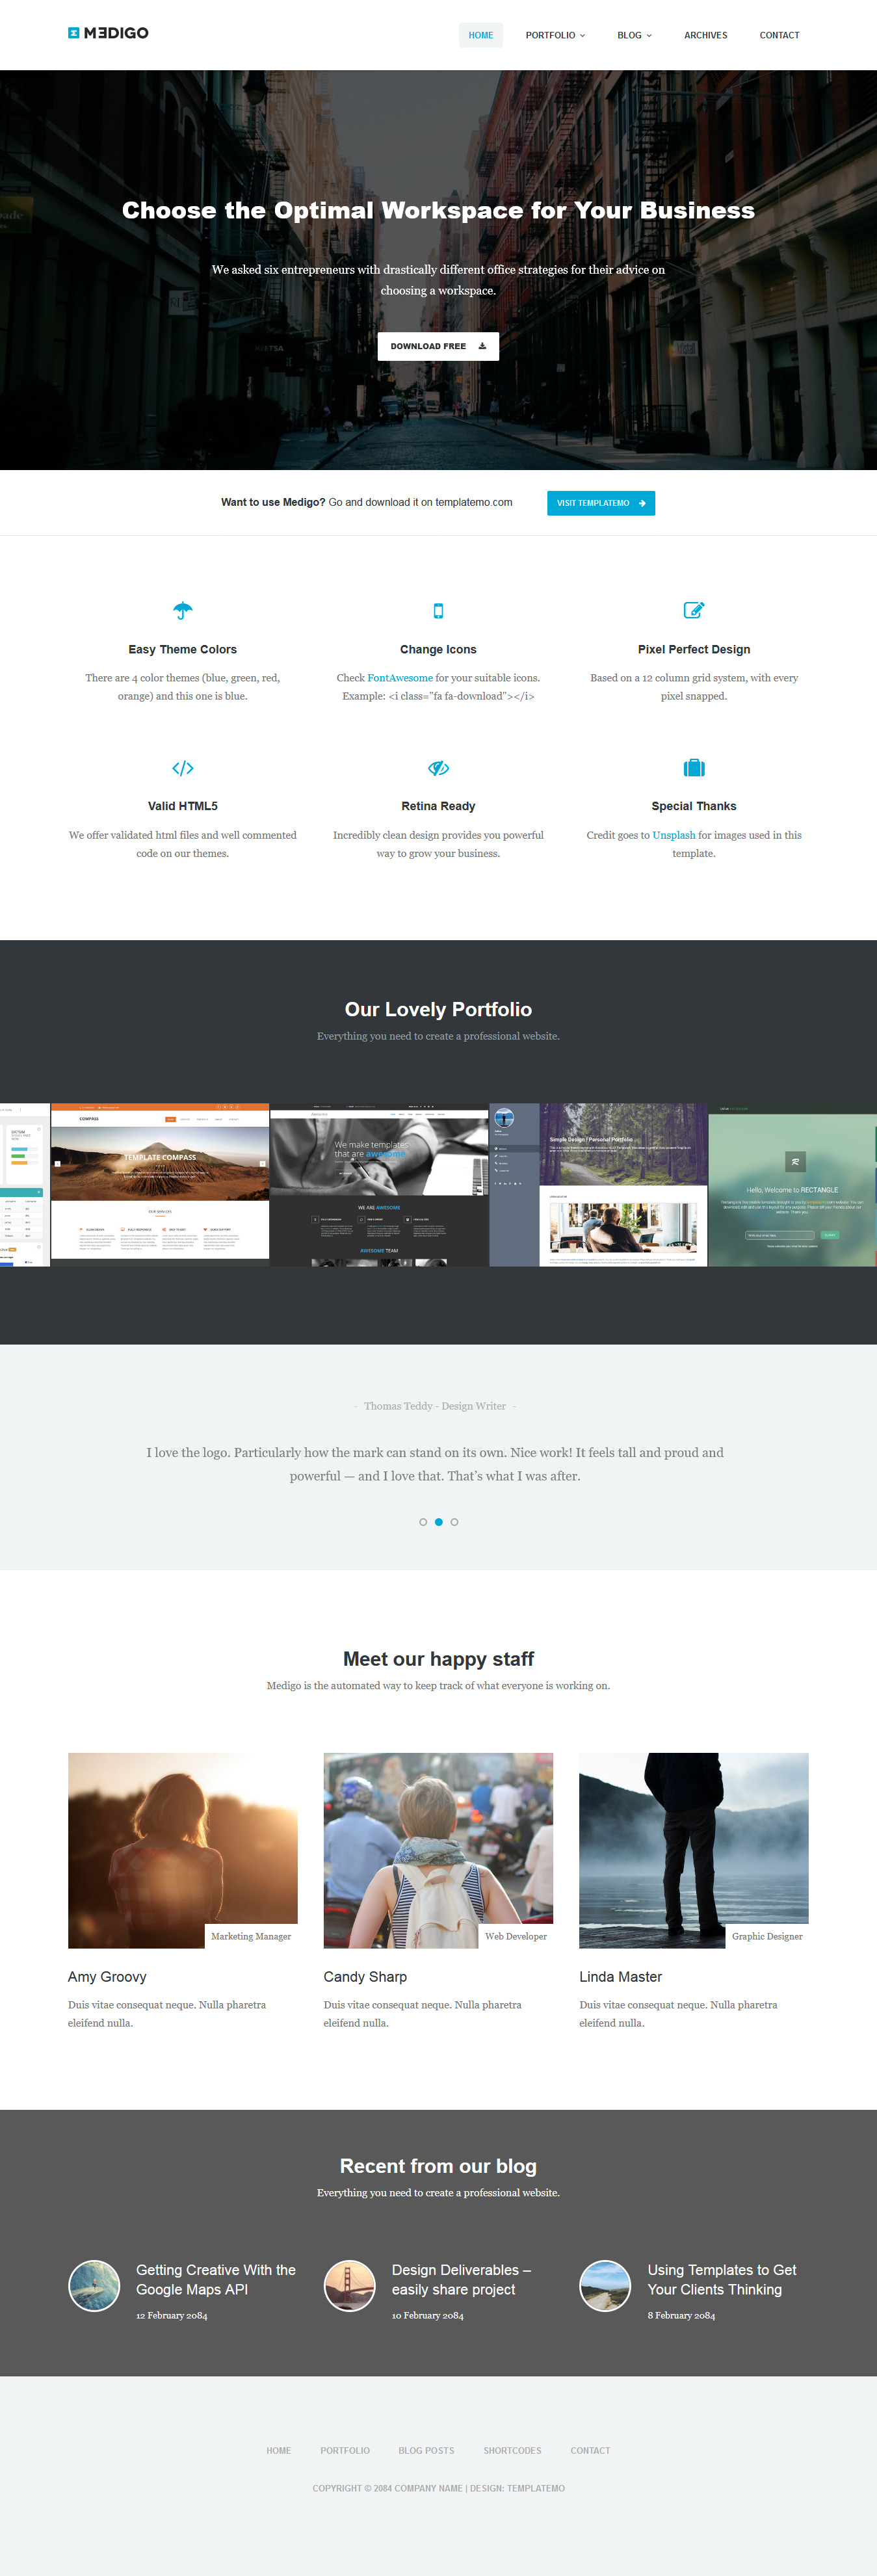 MEDIGO
HOME
PORTFOLIO
BLOG
ARCHIVES
CONTACT
Choose the Optimal Workspace for Your Business
We asked six entrepreneurs with drastically different office strategies for their advice on
choosing a workspace.
DOWNLOAD FREE
Want to use Medigo? Go and download it on templatemo.com
VISIT TEMPLATEMO
Easy Theme Colors
There are 4 color themes (blue, green, red,
orange) and this one is blue.
Change Icons
Check FontAwesome for your suitable icons.
Example: <i class="fa fa-download"></i>
Pixel Perfect Design
Based on a 12 column grid system, with every
pixel snapped.
Valid HTML5
We offer validated html files and well commented
code on our themes.
Retina Ready
Incredibly clean design provides you powerful
way to grow your business.
Special Thanks
Credit goes to Unsplash for images used in this
template.
Our Lovely Portfolio
Everything you need to create a professional website.
COMPASS
TEMPLATE COMPASS
OUR SERVICES
We make templates
that are awesome
WE ARE AWESOME
AWESOME TEAM
Simple Design | Personal Portfolio
R
Hello, Welcome to RECTANGLE
- Thomas Teddy - Design Writer -
I love the logo. Particularly how the mark can stand on its own. Nice work! It feels tall and proud and
powerful — and I love that. That’s what I was after.
Meet our happy staff
Medigo is the automated way to keep track of what everyone is working on.
Marketing Manager
Amy Groovy
Duis vitae consequat neque. Nulla pharetra
eleifend nulla.
Web Developer
Candy Sharp
Duis vitae consequat neque. Nulla pharetra
eleifend nulla.
Graphic Designer
Linda Master
Duis vitae consequat neque. Nulla pharetra
eleifend nulla.
Recent from our blog
Everything you need to create a professional website.
Getting Creative With the
Google Maps API
12 February 2084
Design Deliverables –
easily share project
10 February 2084
Using Templates to Get
Your Clients Thinking
8 February 2084
HOME
PORTFOLIO
BLOG POSTS
SHORTCODES
CONTACT
COPYRIGHT © 2084 COMPANY NAME | DESIGN: TEMPLATEMO